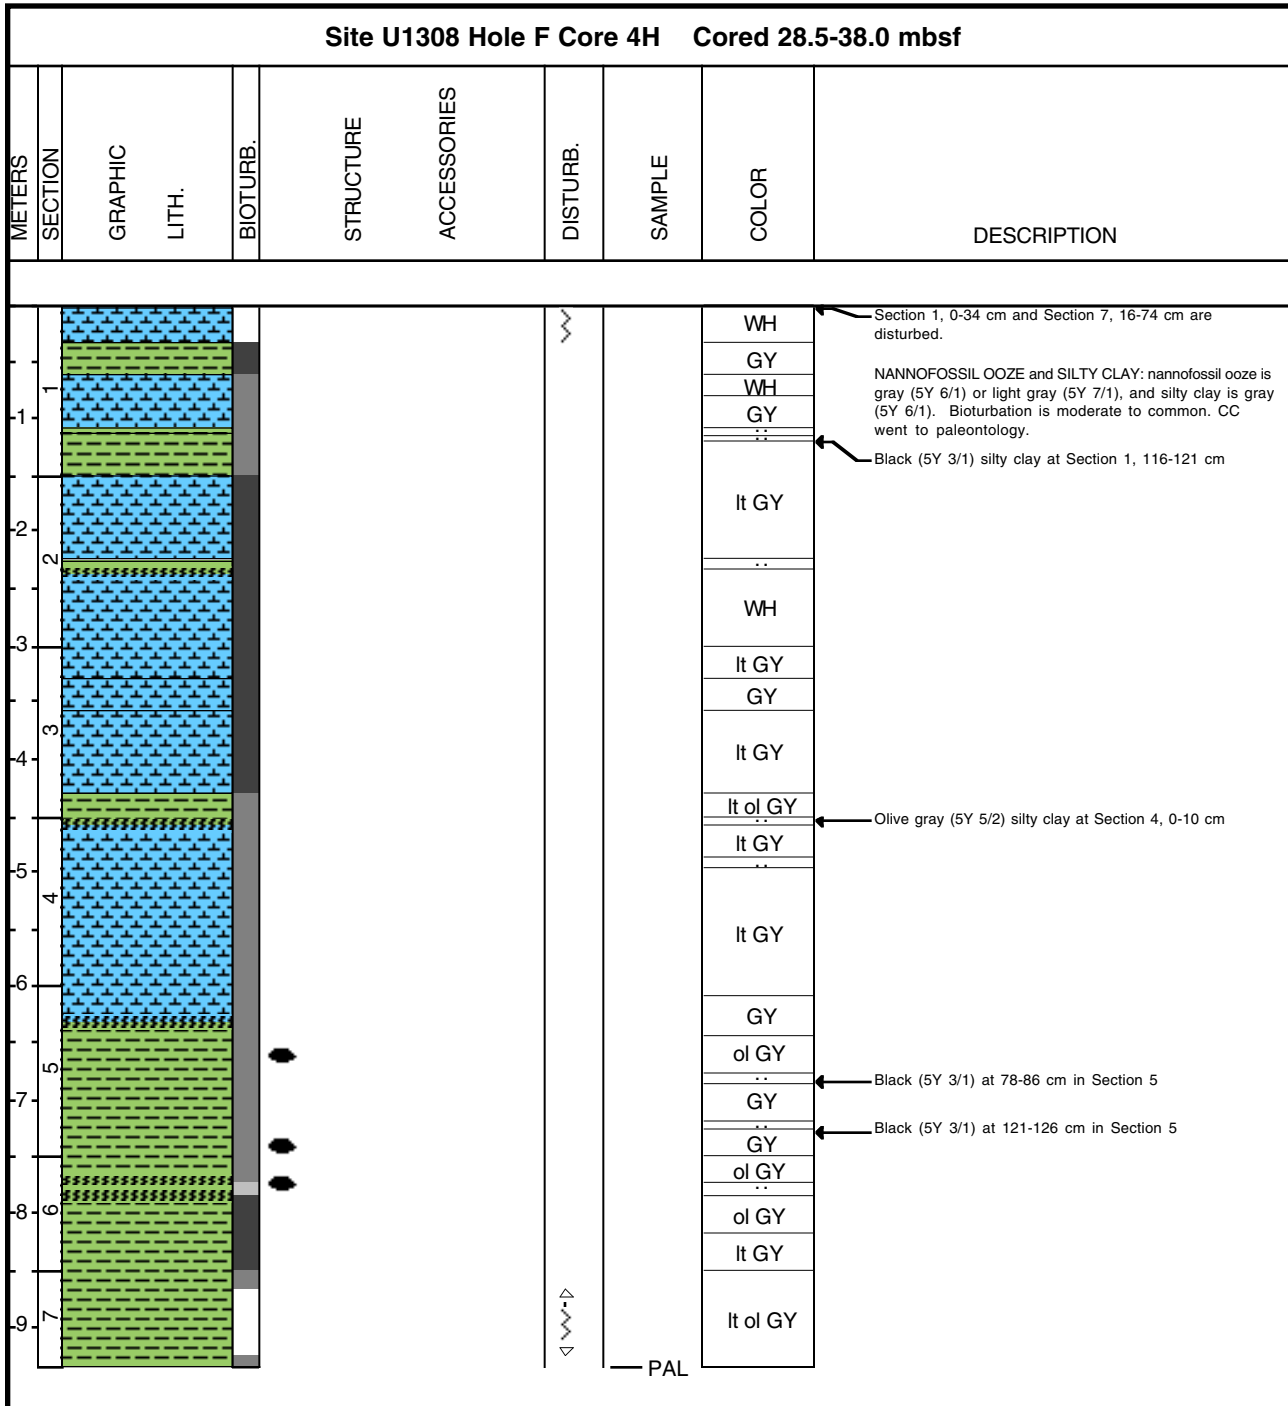 Site U1308 Hole F Core 4H Cored 28.5-38.0 mbsf
METERS
SECTION
GRAPHIC
LITH.
BIOTURB.
STRUCTURE
ACCESSORIES
DISTURB.
SAMPLE
COLOR
DESCRIPTION
WH
GY
WH
GY
lt GY
WH
lt GY
GY
lt GY
lt ol GY
lt GY
lt GY
GY
ol GY
GY
GY
ol GY
ol GY
lt GY
lt ol GY
1
2
3
4
5
6
7
8
9
1
2
3
4
5
6
7
Section 1, 0-34 cm and Section 7, 16-74 cm are
disturbed.
NANNOFOSSIL OOZE and SILTY CLAY: nannofossil ooze is
gray (5Y 6/1) or light gray (5Y 7/1), and silty clay is gray
(5Y 6/1). Bioturbation is moderate to common. CC
went to paleontology.
Black (5Y 3/1) silty clay at Section 1, 116-121 cm
Olive gray (5Y 5/2) silty clay at Section 4, 0-10 cm
Black (5Y 3/1) at 78-86 cm in Section 5
Black (5Y 3/1) at 121-126 cm in Section 5
PAL